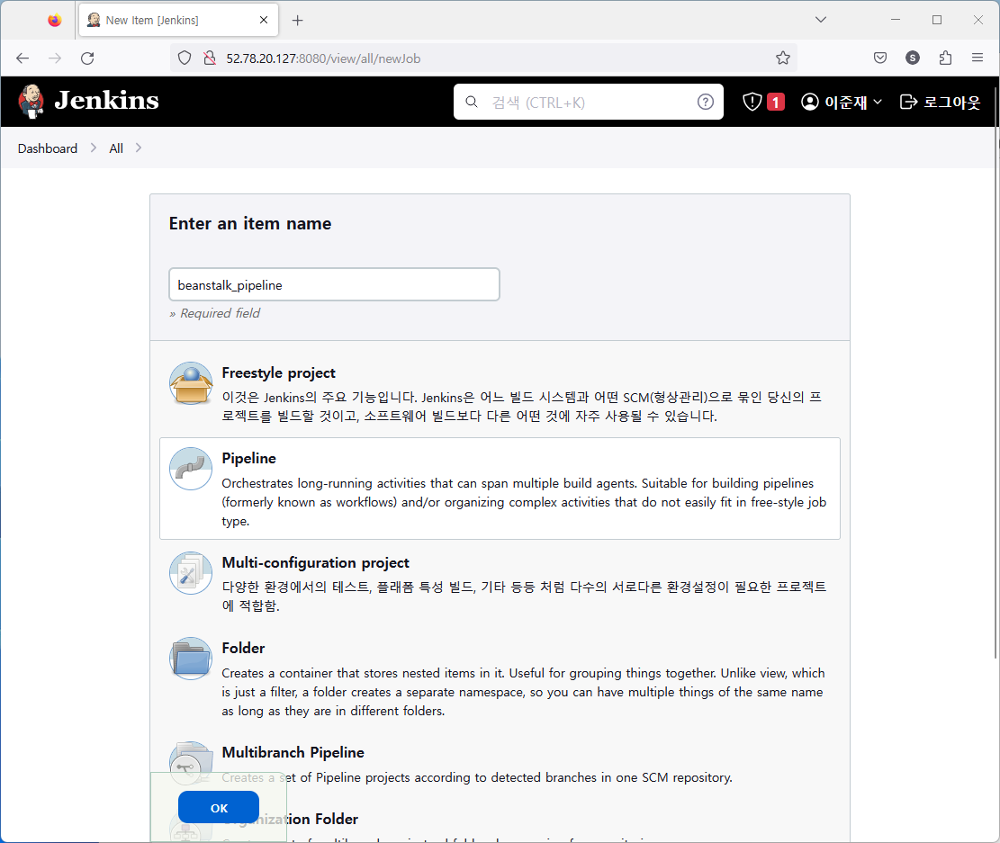 New Item [Jenkins]
52.78.20.127:8080/view/all/newJob
S
Jenkins
검색 (CTRL+K)
1
이준재
로그아웃
Dashboard
All
Enter an item name
beanstalk_pipeline
» Required field
Freestyle project
이것은 Jenkins의 주요 기능입니다. Jenkins은 어느 빌드 시스템과 어떤 SCM(형상관리)으로 묶인 당신의 프
로젝트를 빌드할 것이고, 소프트웨어 빌드보다 다른 어떤 것에 자주 사용될 수 있습니다.
Pipeline
Orchestrates long-running activities that can span multiple build agents. Suitable for building pipelines
(formerly known as workflows) and/or organizing complex activities that do not easily fit in free-style job
type.
Multi-configuration project
다양한 환경에서의 테스트, 플래폼 특성 빌드, 기타 등등 처럼 다수의 서로다른 환경설정이 필요한 프로젝트
에 적합함.
Folder
Creates a container that stores nested items in it. Useful for grouping things together. Unlike view, which
is just a filter, a folder creates a separate namespace, so you can have multiple things of the same name
as long as they are in different folders.
Multibranch Pipeline
Creates a set of Pipeline projects according to detected branches in one SCM repository.
OK
Organization Folder